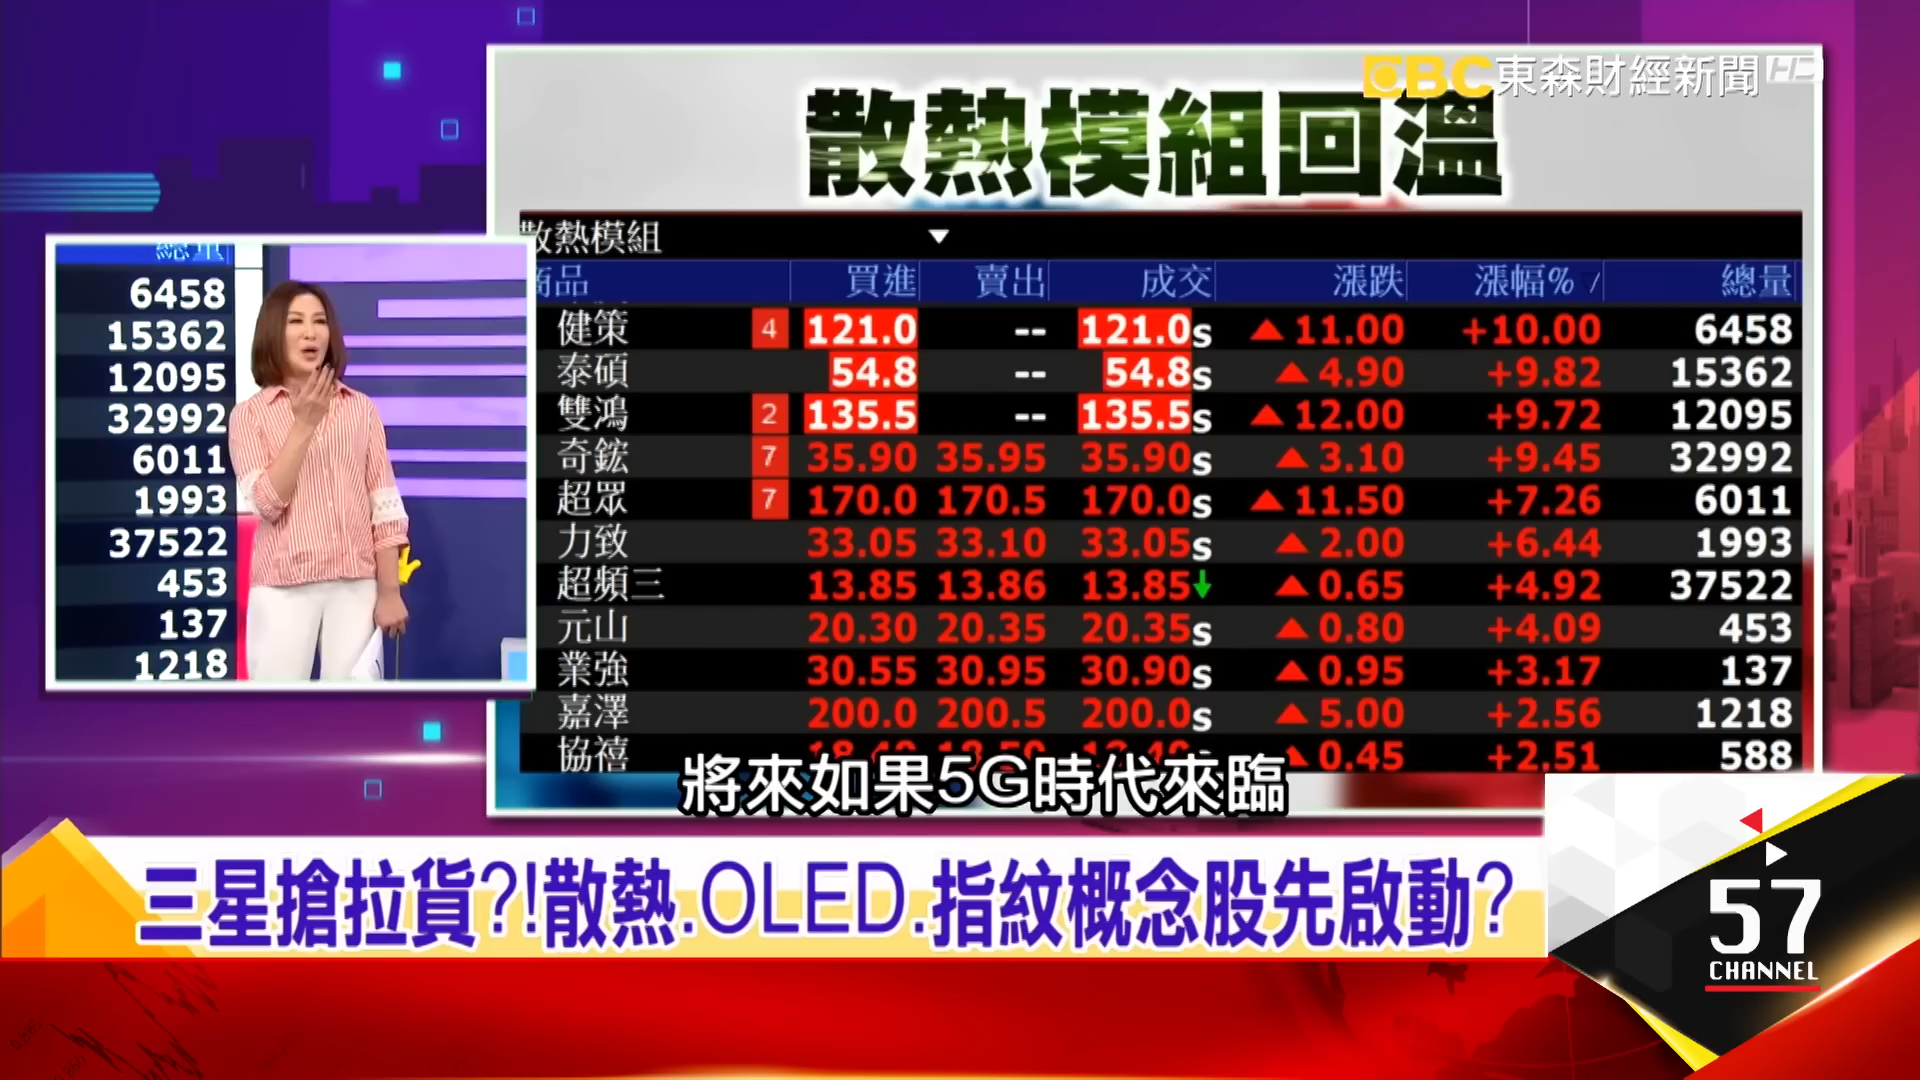 EBC 東森財經新聞 HD
散熱模組回溫
散熱模組
商品 買進 賣出 成交 漲跌 漲幅% 總量
健策 4 121.0 -- 121.0s ▲ 11.00 +10.00 6458
泰碩 54.8 -- 54.8s ▲ 4.90 +9.82 15362
雙鴻 2 135.5 -- 135.5s ▲ 12.00 +9.72 12095
奇鋐 7 35.90 35.95 35.90s ▲ 3.10 +9.45 32992
超眾 7 170.0 170.5 170.0s ▲ 11.50 +7.26 6011
力致 33.05 33.10 33.05s ▲ 2.00 +6.44 1993
超頻三 13.85 13.86 13.85↓ ▲ 0.65 +4.92 37522
元山 20.30 20.35 20.35s ▲ 0.80 +4.09 453
業強 30.55 30.95 30.90s ▲ 0.95 +3.17 137
嘉澤 200.0 200.5 200.0s ▲ 5.00 +2.56 1218
協禧 ▲ 0.45 +2.51 588
總量
6458
15362
12095
32992
6011
1993
37522
453
137
1218
將來如果5G時代來臨
三星搶拉貨?!散熱.OLED.指紋概念股先啟動?
57
CHANNEL